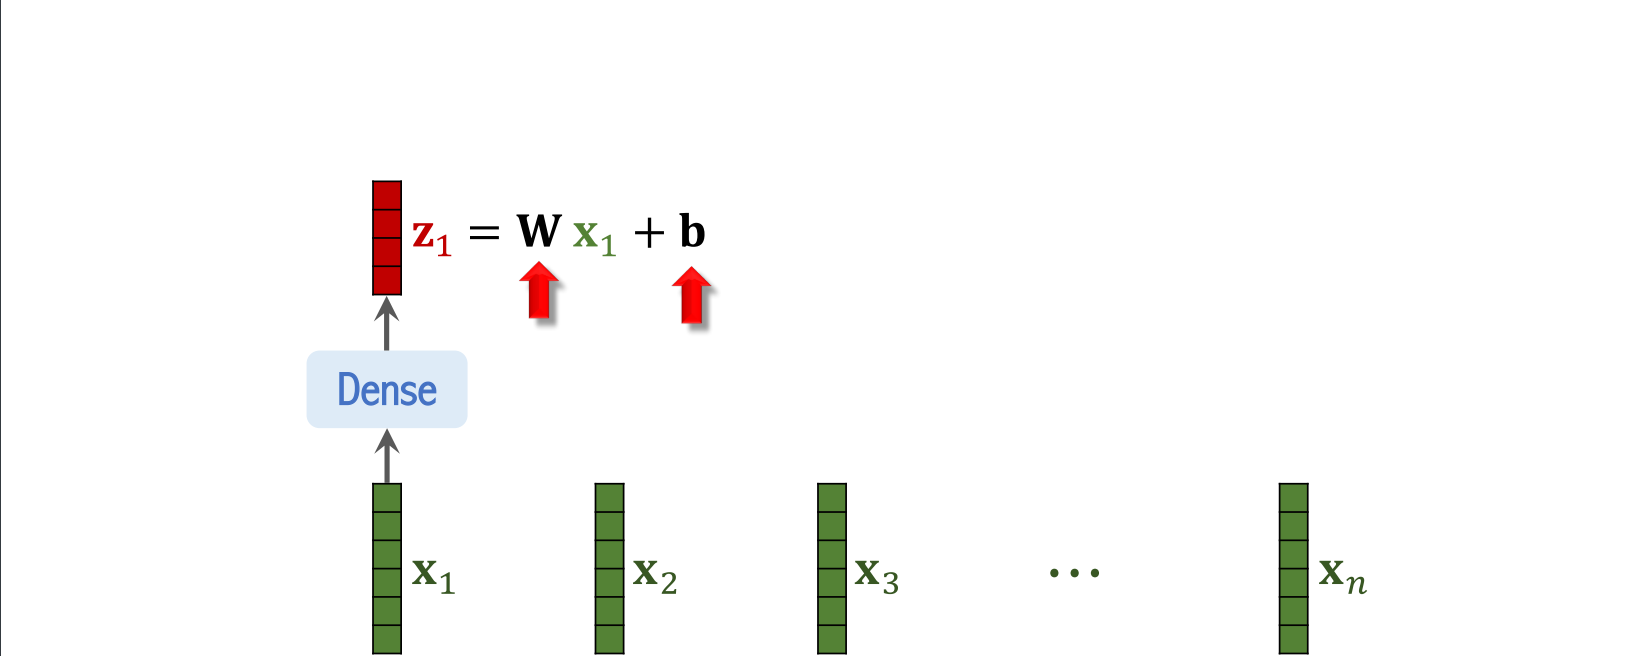 z₁ = W x₁ + b
Dense
x₁ x₂ x₃ ⋯ xₙ